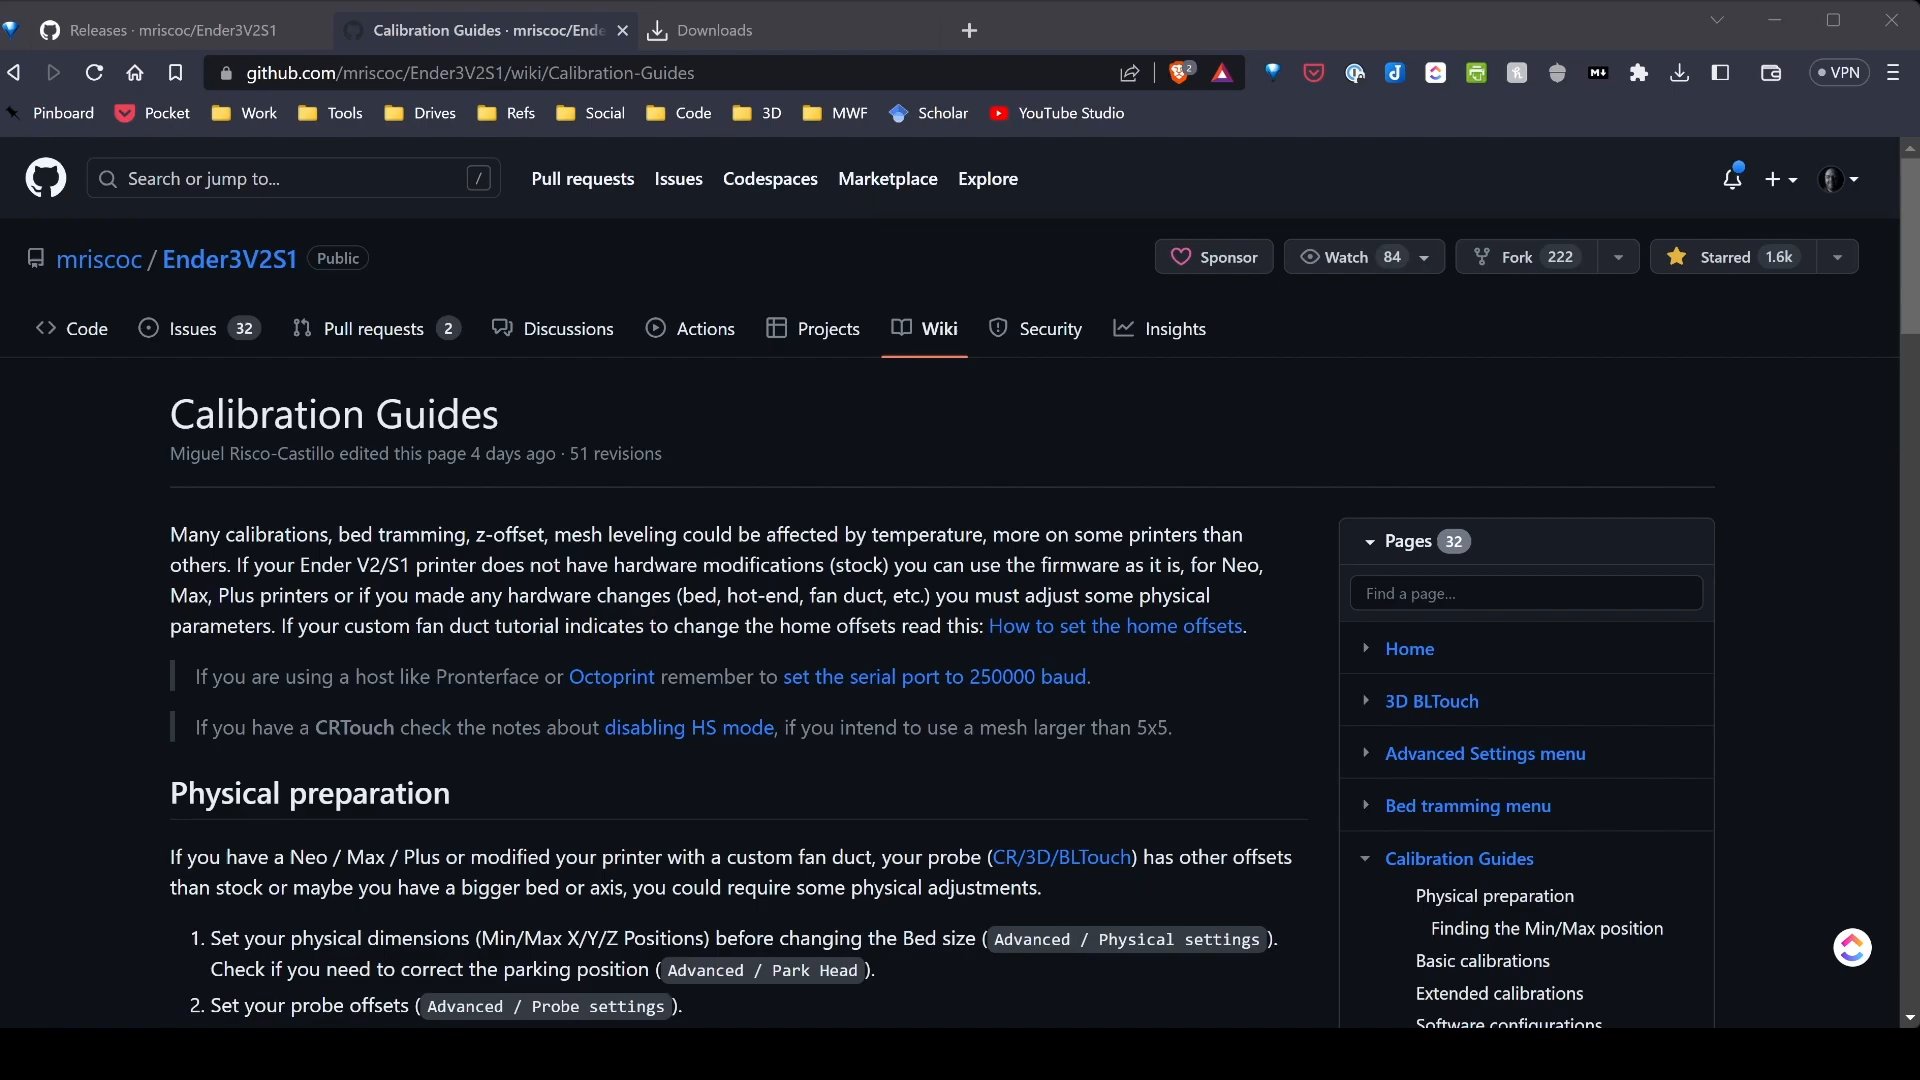 Releases · mriscoc/Ender3V2S1
Calibration Guides · mriscoc/Ende
Downloads
github.com/mriscoc/Ender3V2S1/wiki/Calibration-Guides
2
VPN
Pinboard
Pocket
Work
Tools
Drives
Refs
Social
Code
3D
MWF
Scholar
YouTube Studio
Search or jump to...
/
Pull requests
Issues
Codespaces
Marketplace
Explore
mriscoc / Ender3V2S1 Public
Sponsor
Watch 84
Fork 222
Starred 1.6k
Code
Issues 32
Pull requests 2
Discussions
Actions
Projects
Wiki
Security
Insights
Calibration Guides
Miguel Risco-Castillo edited this page 4 days ago · 51 revisions
Many calibrations, bed tramming, z-offset, mesh leveling could be affected by temperature, more on some printers than
others. If your Ender V2/S1 printer does not have hardware modifications (stock) you can use the firmware as it is, for Neo,
Max, Plus printers or if you made any hardware changes (bed, hot-end, fan duct, etc.) you must adjust some physical
parameters. If your custom fan duct tutorial indicates to change the home offsets read this: How to set the home offsets.
If you are using a host like Pronterface or Octoprint remember to set the serial port to 250000 baud.
If you have a CRTouch check the notes about disabling HS mode, if you intend to use a mesh larger than 5x5.
Physical preparation
If you have a Neo / Max / Plus or modified your printer with a custom fan duct, your probe (CR/3D/BLTouch) has other offsets
than stock or maybe you have a bigger bed or axis, you could require some physical adjustments.
1. Set your physical dimensions (Min/Max X/Y/Z Positions) before changing the Bed size ( Advanced / Physical settings ).
Check if you need to correct the parking position ( Advanced / Park Head ).
2. Set your probe offsets ( Advanced / Probe settings ).
Pages 32
Find a page...
Home
3D BLTouch
Advanced Settings menu
Bed tramming menu
Calibration Guides
Physical preparation
Finding the Min/Max position
Basic calibrations
Extended calibrations
Software configurations